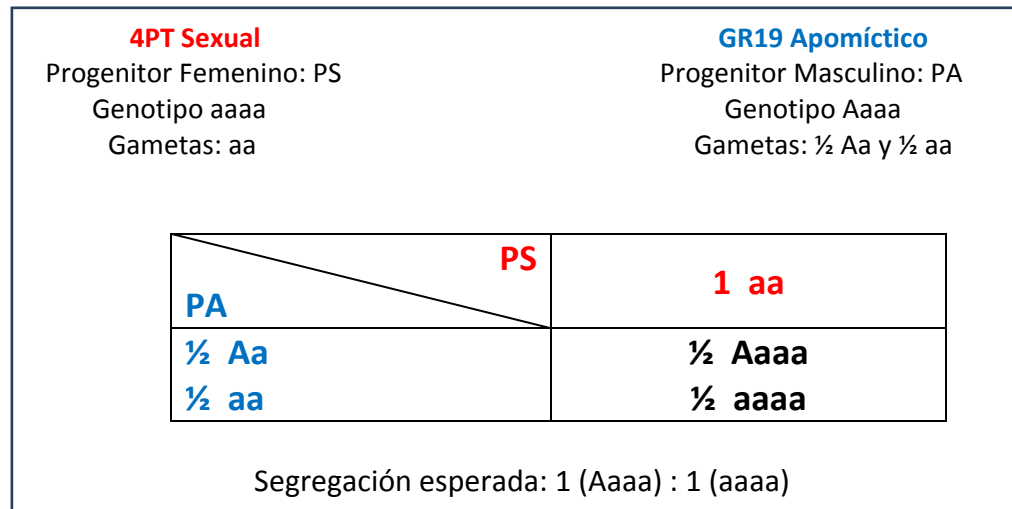 4PT Sexual
Progenitor Femenino: PS
Genotipo aaaa
Gametas: aa
GR19 Apomíctico
Progenitor Masculino: PA
Genotipo Aaaa
Gametas: ½ Aa y ½ aa
PS
PA
1 aa
½ Aa
½ Aaaa
½ aa
½ aaaa
Segregación esperada: 1 (Aaaa) : 1 (aaaa)